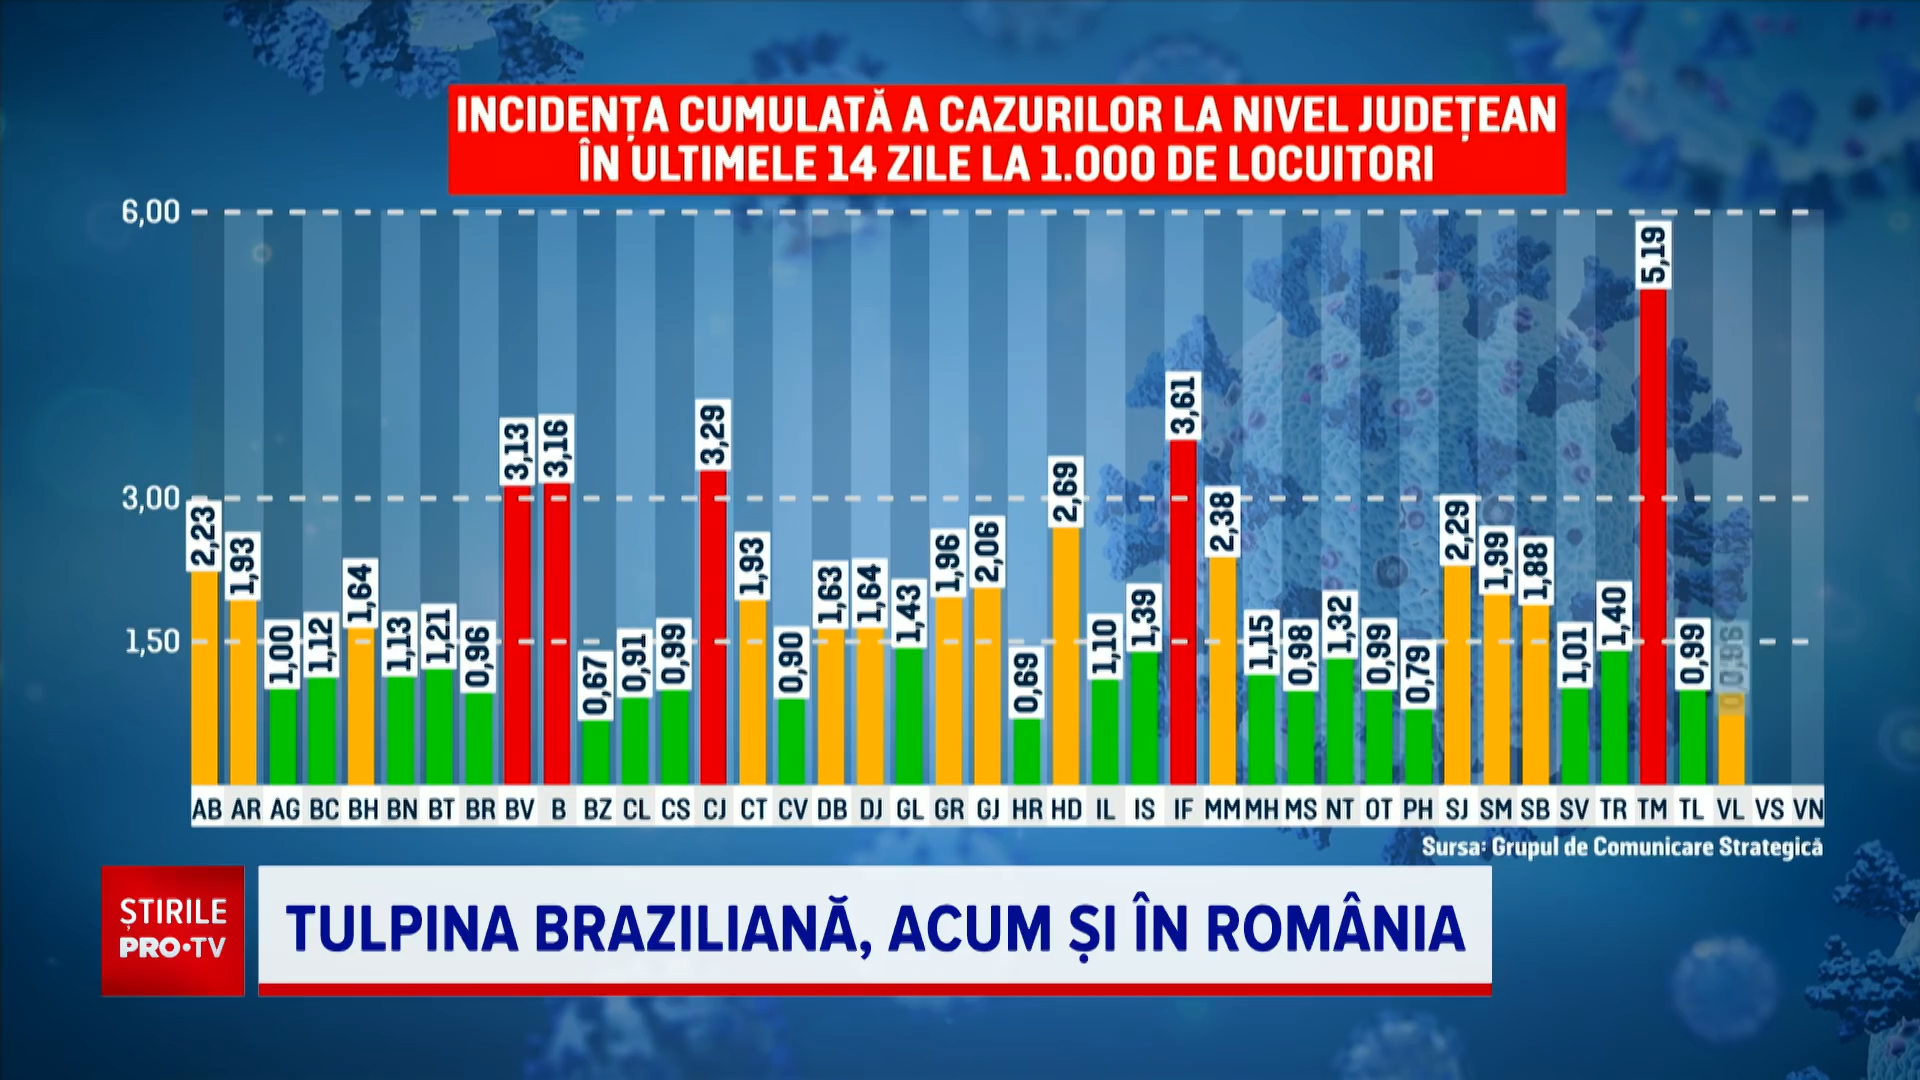 INCIDENȚA CUMULATĂ A CAZURILOR LA NIVEL JUDEȚEAN
ÎN ULTIMELE 14 ZILE LA 1.000 DE LOCUITORI
6,00
3,00
1,50
2,23 1,93 1,00 1,12 1,64 1,13 1,21 0,96 3,13 3,16 0,67 0,91 0,99 3,29 1,93 0,90 1,63 1,64 1,43 1,96 2,06 0,69 2,69 1,10 1,39 3,61 2,38 1,15 0,98 1,32 0,99 0,79 2,29 1,99 1,88 1,01 1,40 5,19 0,99
AB AR AG BC BH BN BT BR BV B BZ CL CS CJ CT CV DB DJ GL GR GJ HR HD IL IS IF MM MH MS NT OT PH SJ SM SB SV TR TM TL VL VS VN
Sursa: Grupul de Comunicare Strategică
ȘTIRILE
PRO•TV
TULPINA BRAZILIANĂ, ACUM ȘI ÎN ROMÂNIA